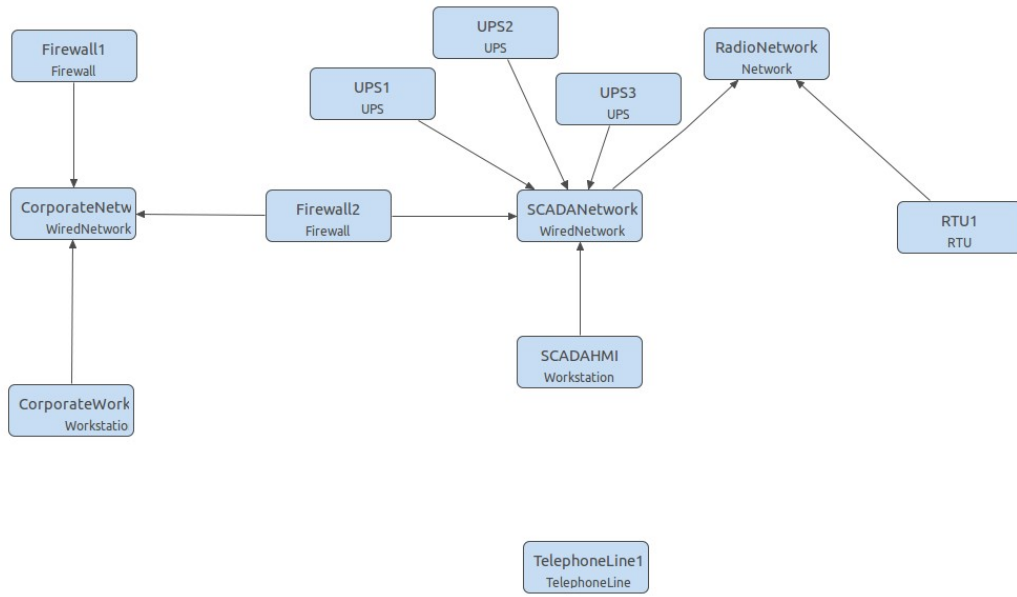 UPS2
UPS
Firewall1
Firewall
RadioNetwork
Network
UPS1
UPS
UPS3
UPS
CorporateNetw
WiredNetwork
Firewall2
Firewall
SCADANetwork
WiredNetwork
RTU1
RTU
SCADAHMI
Workstation
CorporateWork
Workstatio
TelephoneLine1
TelephoneLine